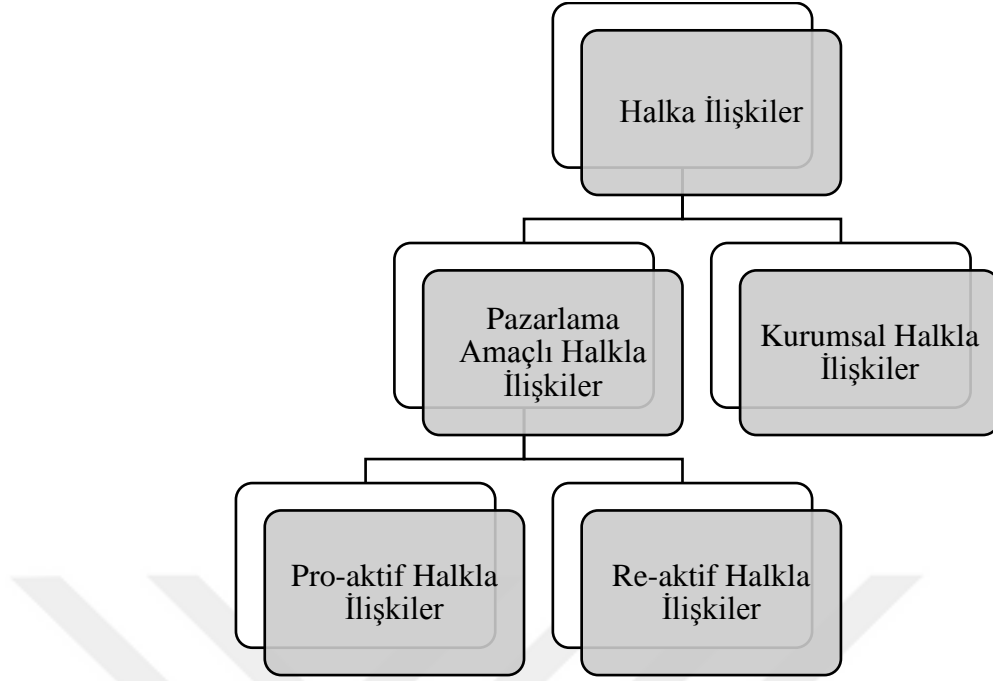 Halka İlişkiler
Pazarlama
Amaçlı Halkla
İlişkiler
Kurumsal Halkla
İlişkiler
Pro-aktif Halkla
İlişkiler
Re-aktif Halkla
İlişkiler